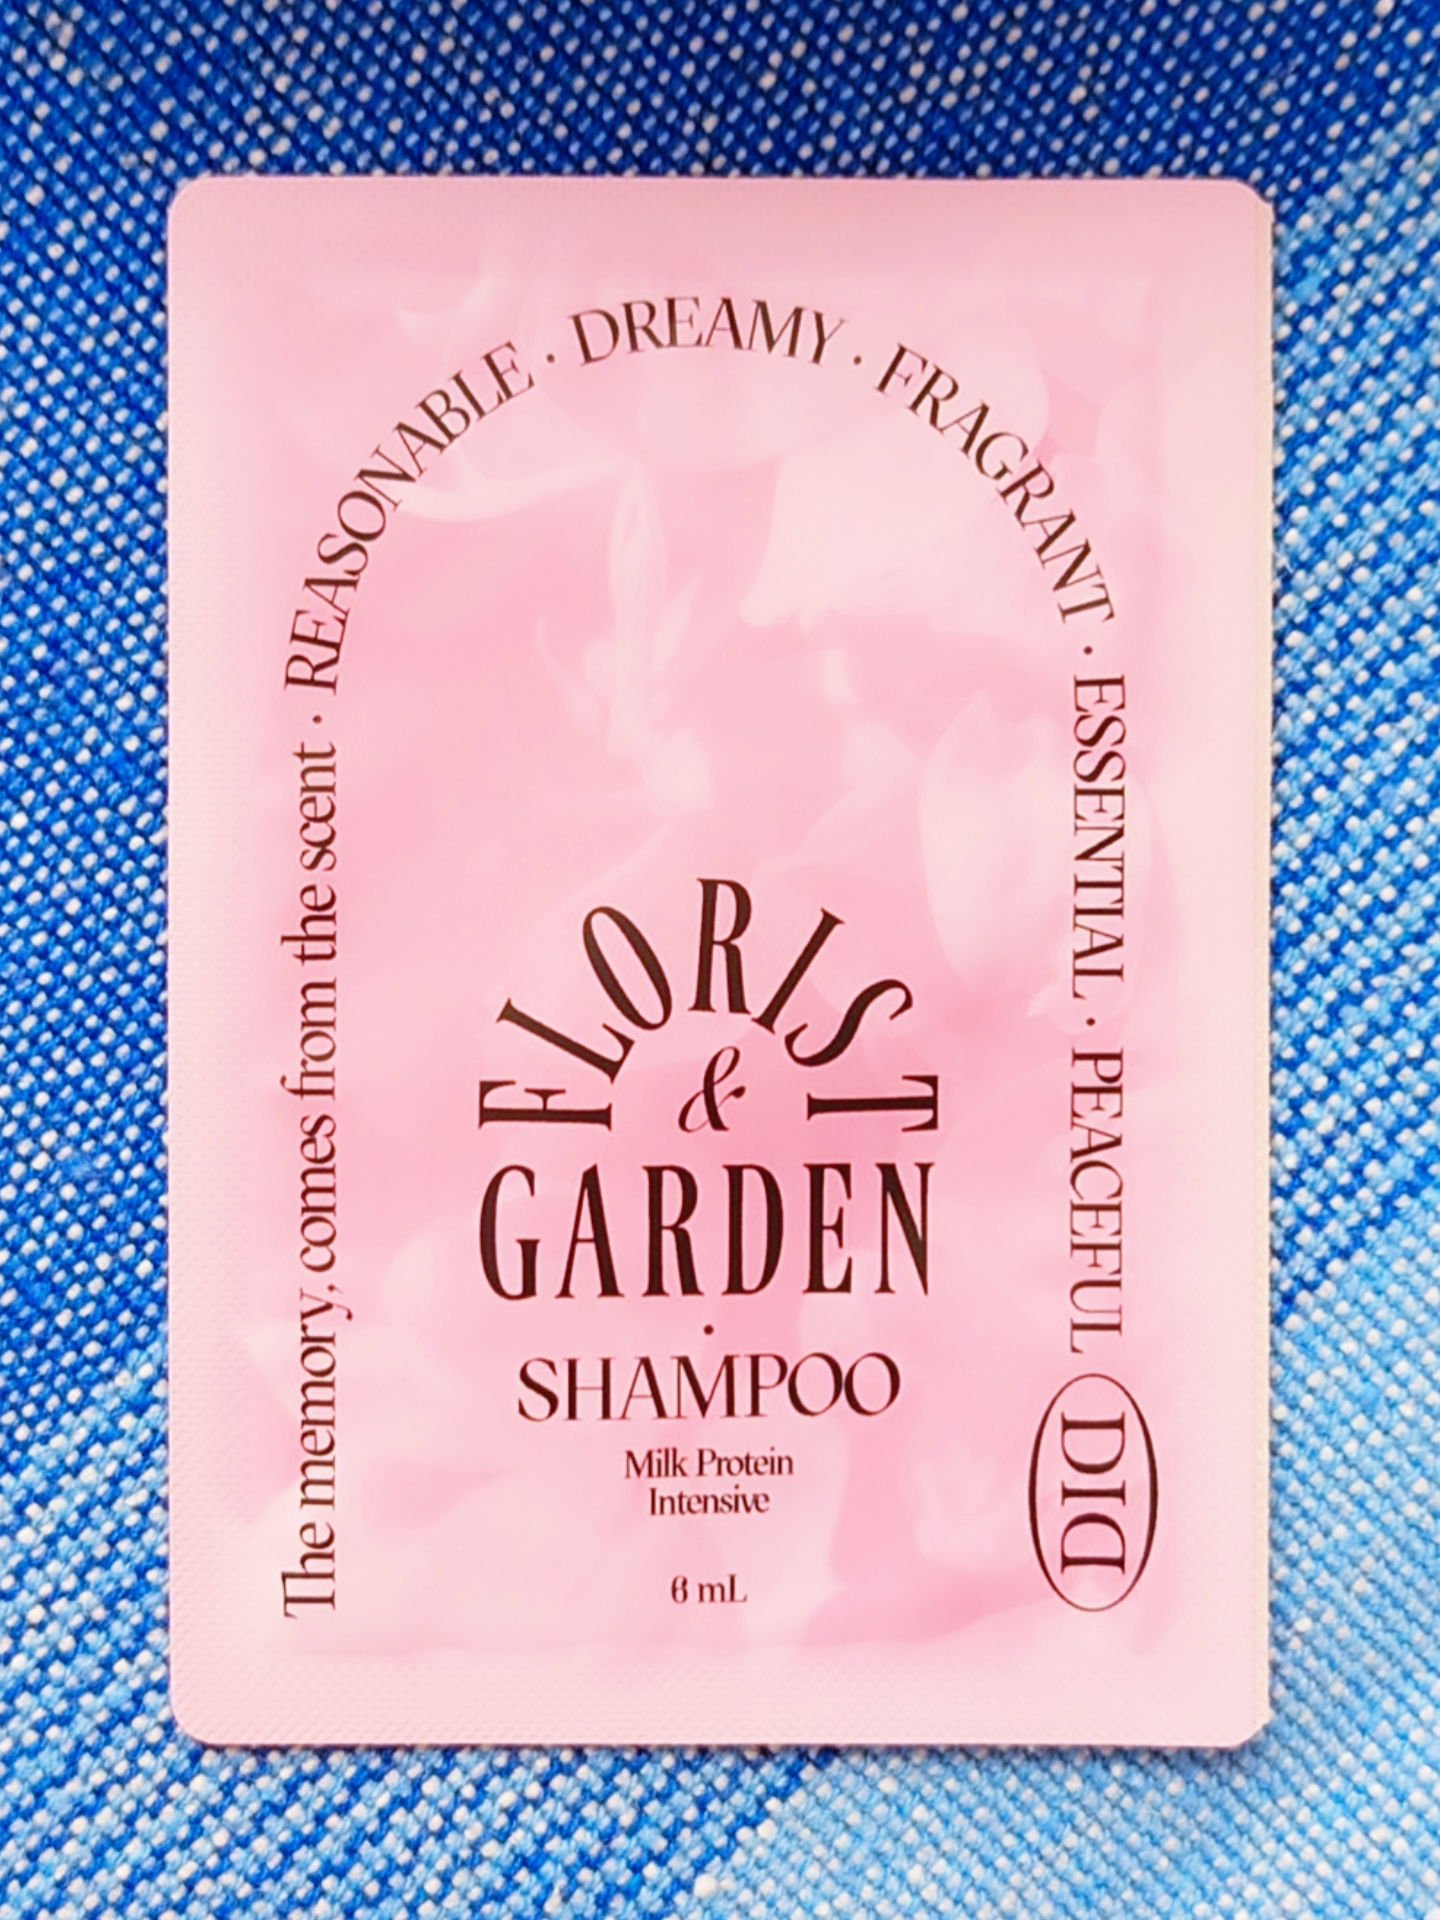 The memory, comes from the scent · REASONABLE · DREAMY · FRAGRANT · ESSENTIAL · PEACEFUL
DID
FLORIST
&
GARDEN
·
SHAMPOO
Milk Protein
Intensive
6 mL